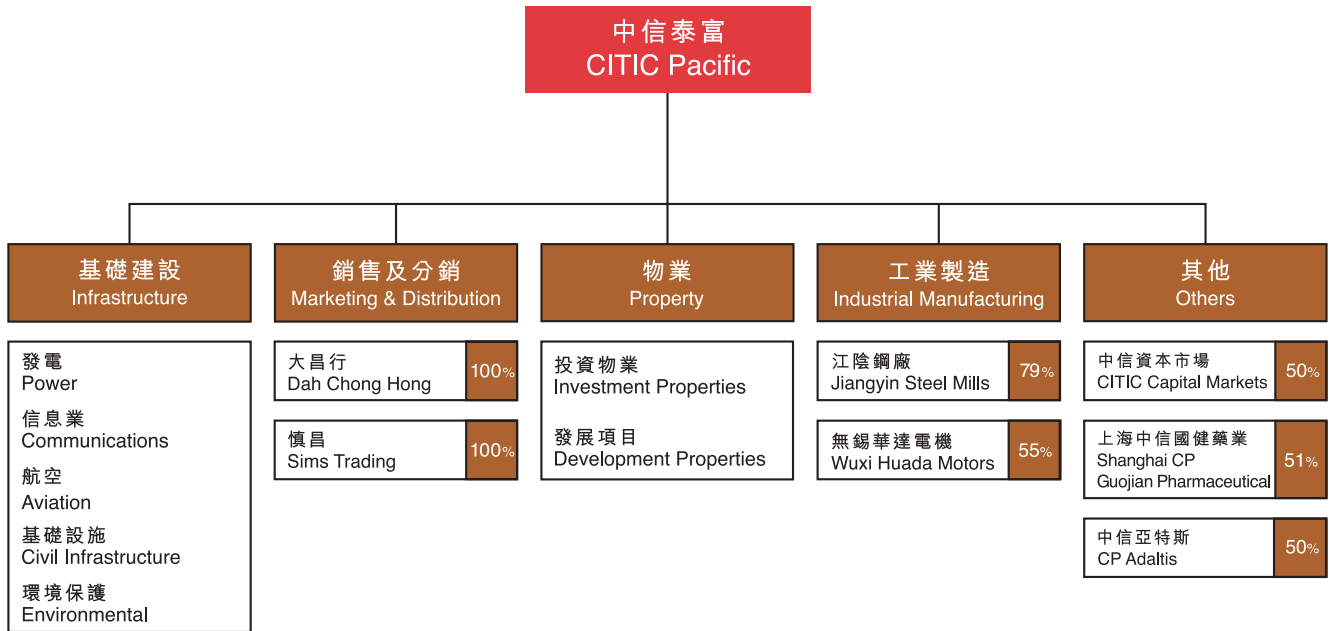 中信泰富
CITIC Pacific
基礎建設
Infrastructure
發電
Power
信息業
Communications
航空
Aviation
基礎設施
Civil Infrastructure
環境保護
Environmental
銷售及分銷
Marketing & Distribution
大昌行
Dah Chong Hong
100%
慎昌
Sims Trading
100%
物業
Property
投資物業
Investment Properties
發展項目
Development Properties
工業製造
Industrial Manufacturing
江陰鋼廠
Jiangyin Steel Mills
79%
無錫華達電機
Wuxi Huada Motors
55%
其他
Others
中信資本市場
CITIC Capital Markets
50%
上海中信國健藥業
Shanghai CP
Guojian Pharmaceutical
51%
中信亞特斯
CP Adaltis
50%